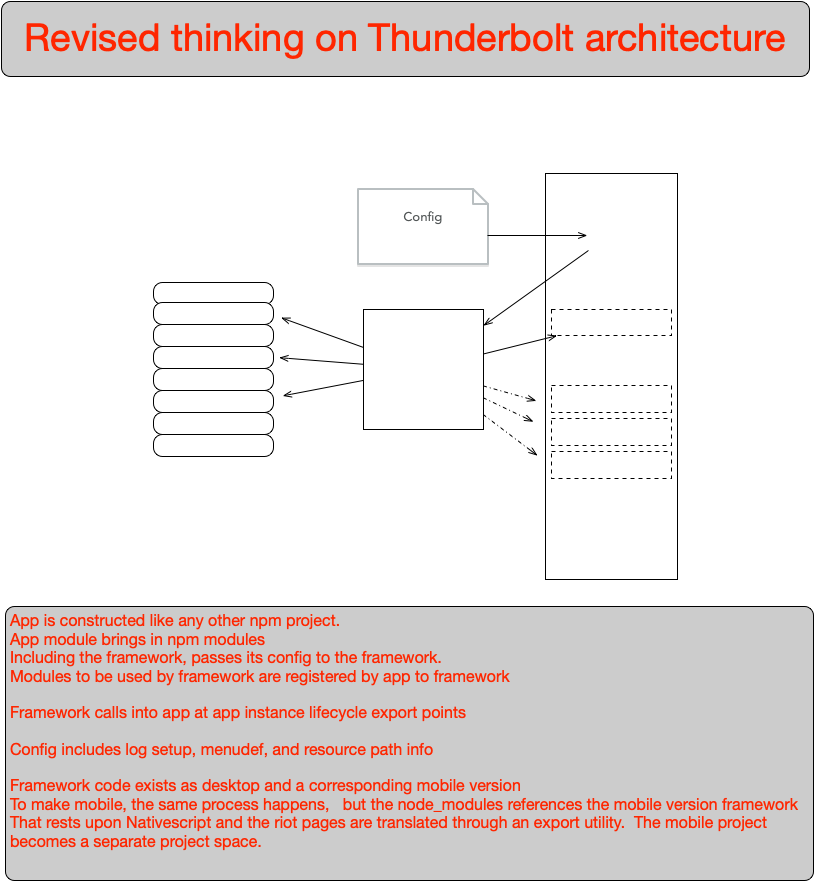 Revised thinking on Thunderbolt architecture
Config
App is constructed like any other npm project.
App module brings in npm modules
Including the framework, passes its config to the framework.
Modules to be used by framework are registered by app to framework
Framework calls into app at app instance lifecycle export points
Config includes log setup, menudef, and resource path info
Framework code exists as desktop and a corresponding mobile version
To make mobile, the same process happens,   but the node_modules references the mobile version framework
That rests upon Nativescript and the riot pages are translated through an export utility.  The mobile project
becomes a separate project space.